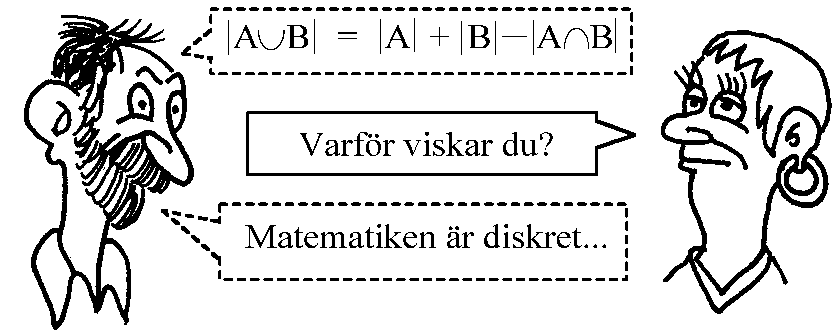 |A∪B| = |A| + |B|−|A∩B|
Varför viskar du?
Matematiken är diskret...